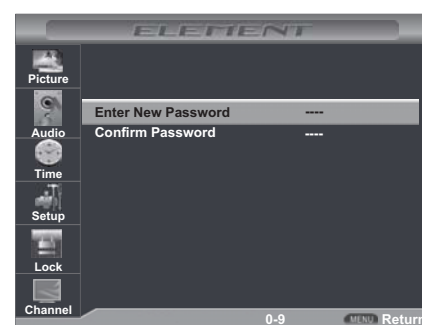 ELEMENT
Picture
Audio
Time
Setup
Lock
Channel
Enter New Password ----
Confirm Password ----
0-9 MENU Return